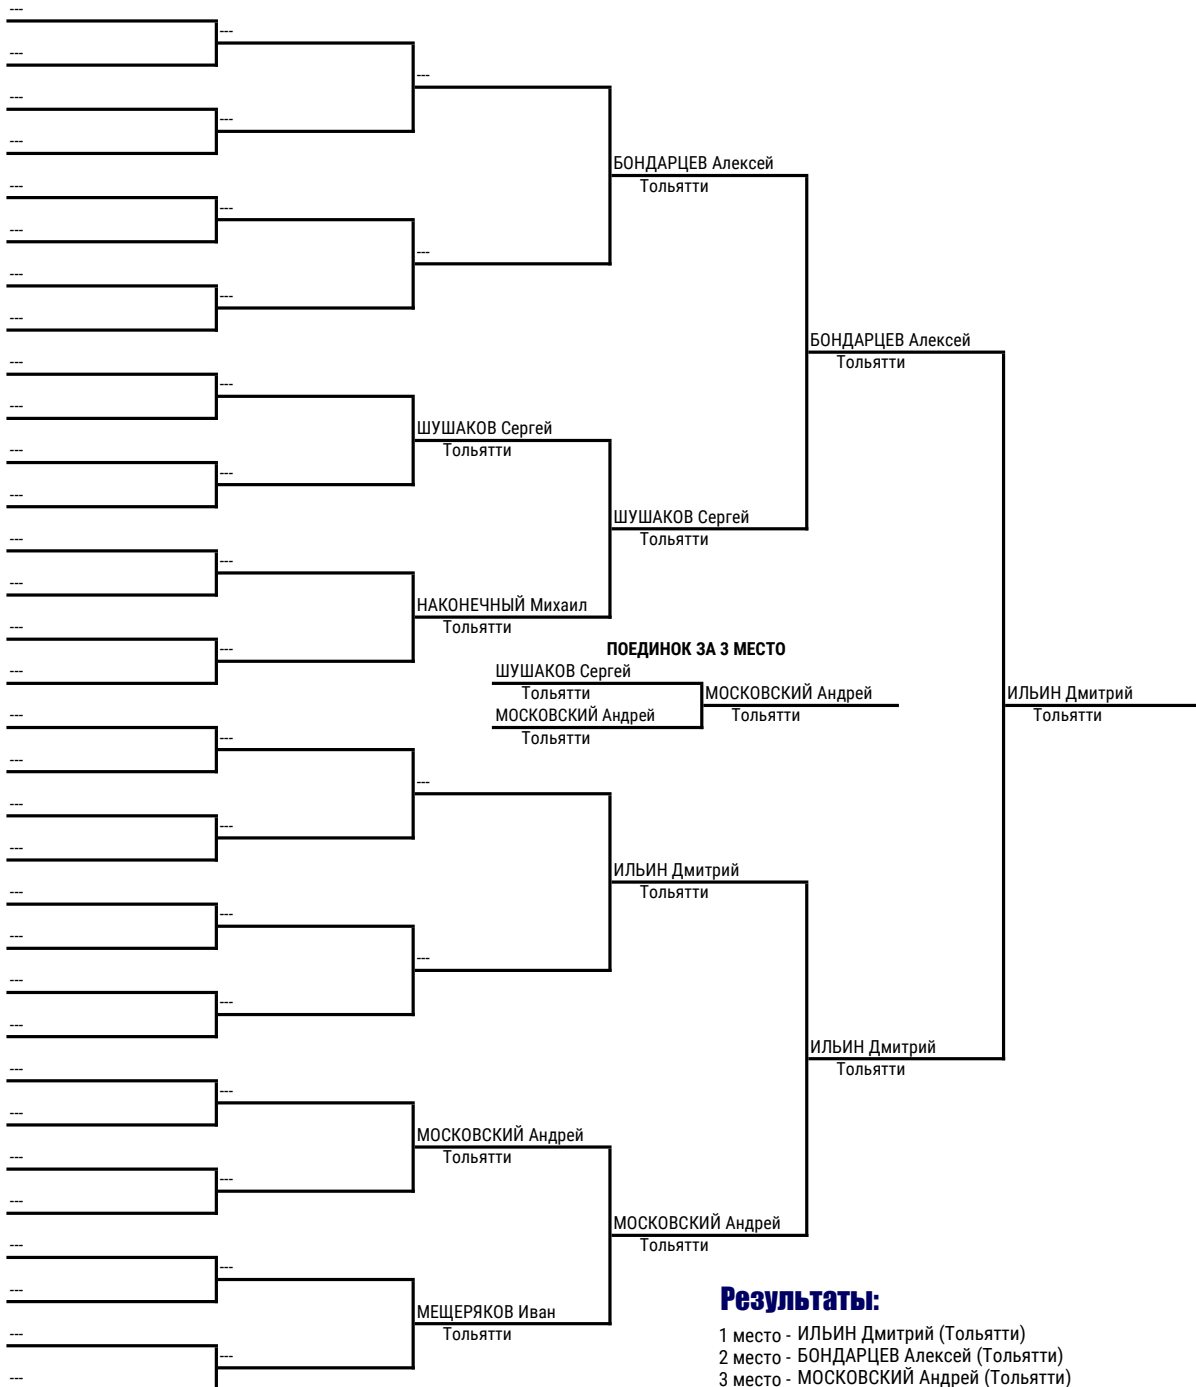 ---
---
---
---
---
---
---
БОНДАРЦЕВ Алексей
Тольятти
---
---
---
---
---
---
---
БОНДАРЦЕВ Алексей
Тольятти
---
---
---
ШУШАКОВ Сергей
Тольятти
---
---
---
ШУШАКОВ Сергей
Тольятти
---
---
---
НАКОНЕЧНЫЙ Михаил
Тольятти
---
---
---
ПОЕДИНОК ЗА 3 МЕСТО
ШУШАКОВ Сергей
Тольятти
МОСКОВСКИЙ Андрей
Тольятти
МОСКОВСКИЙ Андрей
Тольятти
ИЛЬИН Дмитрий
Тольятти
---
---
---
---
---
---
---
ИЛЬИН Дмитрий
Тольятти
---
---
---
---
---
---
---
ИЛЬИН Дмитрий
Тольятти
---
---
---
МОСКОВСКИЙ Андрей
Тольятти
---
---
---
МОСКОВСКИЙ Андрей
Тольятти
---
---
---
МЕЩЕРЯКОВ Иван
Тольятти
---
---
---
Результаты:
1 место - ИЛЬИН Дмитрий (Тольятти)
2 место - БОНДАРЦЕВ Алексей (Тольятти)
3 место - МОСКОВСКИЙ Андрей (Тольятти)